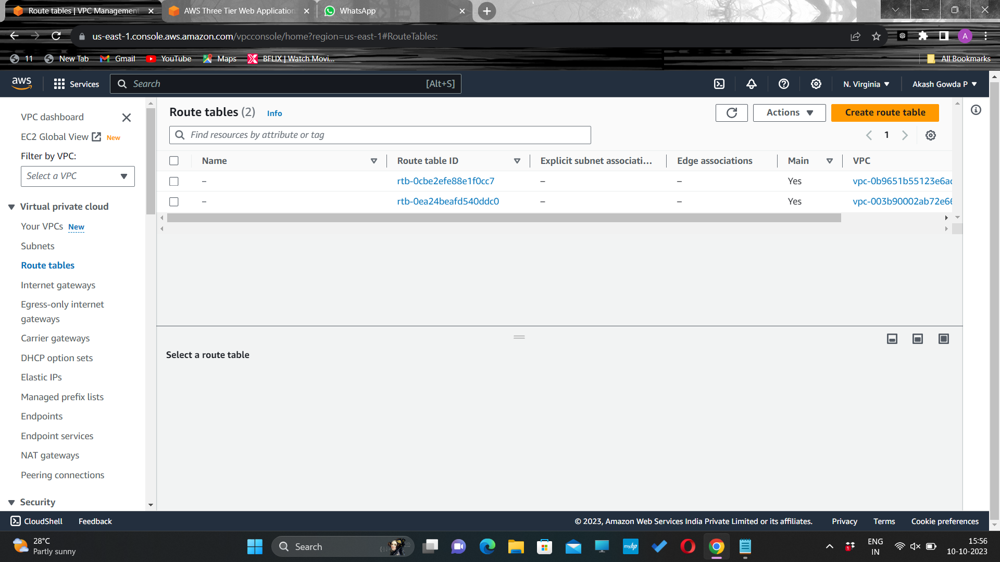 Route tables | VPC Management
AWS Three Tier Web Application
WhatsApp
us-east-1.console.aws.amazon.com/vpcconsole/home?region=us-east-1#RouteTables:
A
11
New Tab
Gmail
YouTube
Maps
BFLIX | Watch Movi...
All Bookmarks
aws
Services
Search
[Alt+S]
N. Virginia
Akash Gowda P
VPC dashboard
EC2 Global View New
Filter by VPC:
Select a VPC
Virtual private cloud
Your VPCs New
Subnets
Route tables
Internet gateways
Egress-only internet
gateways
Carrier gateways
DHCP option sets
Elastic IPs
Managed prefix lists
Endpoints
Endpoint services
NAT gateways
Peering connections
Security
Route tables (2) Info
Actions
Create route table
Find resources by attribute or tag
1
Name Route table ID Explicit subnet associati... Edge associations Main VPC
– rtb-0cbe2efe88e1f0cc7 – – Yes vpc-0b9651b55123e6a
– rtb-0ea24beafd540ddc0 – – Yes vpc-003b90002ab72e6
Select a route table
CloudShell
Feedback
© 2023, Amazon Web Services India Private Limited or its affiliates.
Privacy
Terms
Cookie preferences
28°C
Partly sunny
Search
myhp
1
ENG
IN
15:56
10-10-2023